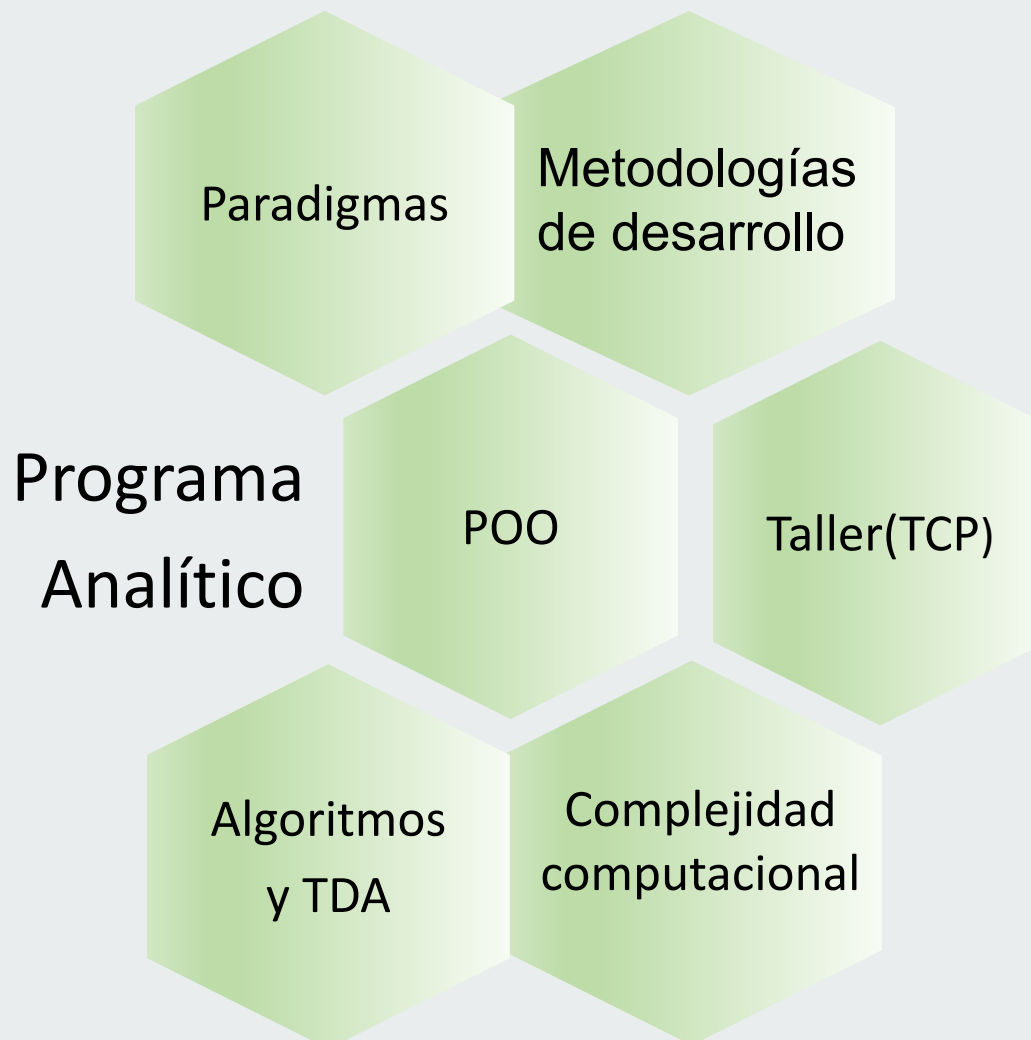 Paradigmas
Metodologías
de desarrollo
Programa
Analítico
POO
Taller(TCP)
Algoritmos
y TDA
Complejidad
computacional